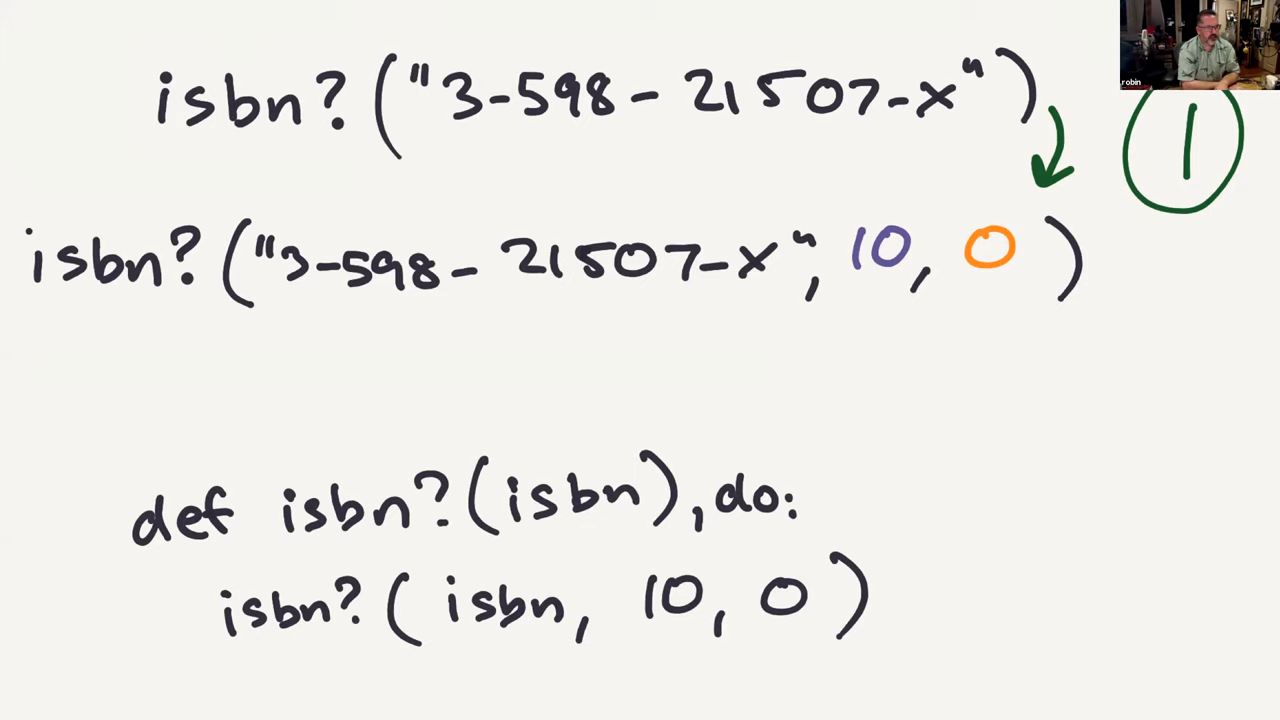 isbn?("3-598-21507-x")
robin
1
isbn?("3-598-21507-x", 10, 0)
def isbn?(isbn), do:
isbn?(isbn, 10, 0)